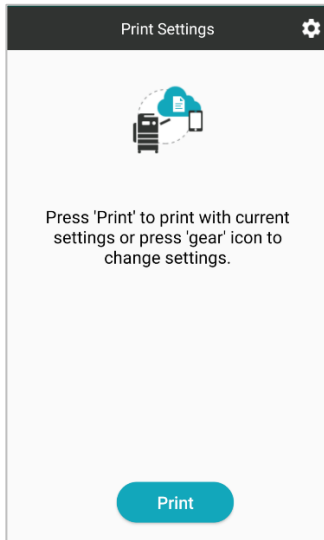 Print Settings
Press 'Print' to print with current
settings or press 'gear' icon to
change settings.
Print